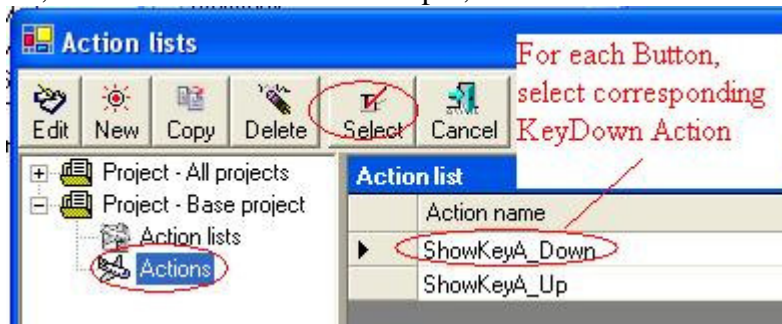 Action lists
For each Button,
select corresponding
KeyDown Action
Edit New Copy Delete Select Cancel
Project - All projects
Project - Base project
Action lists
Actions
Action list
Action name
ShowKeyA_Down
ShowKeyA_Up